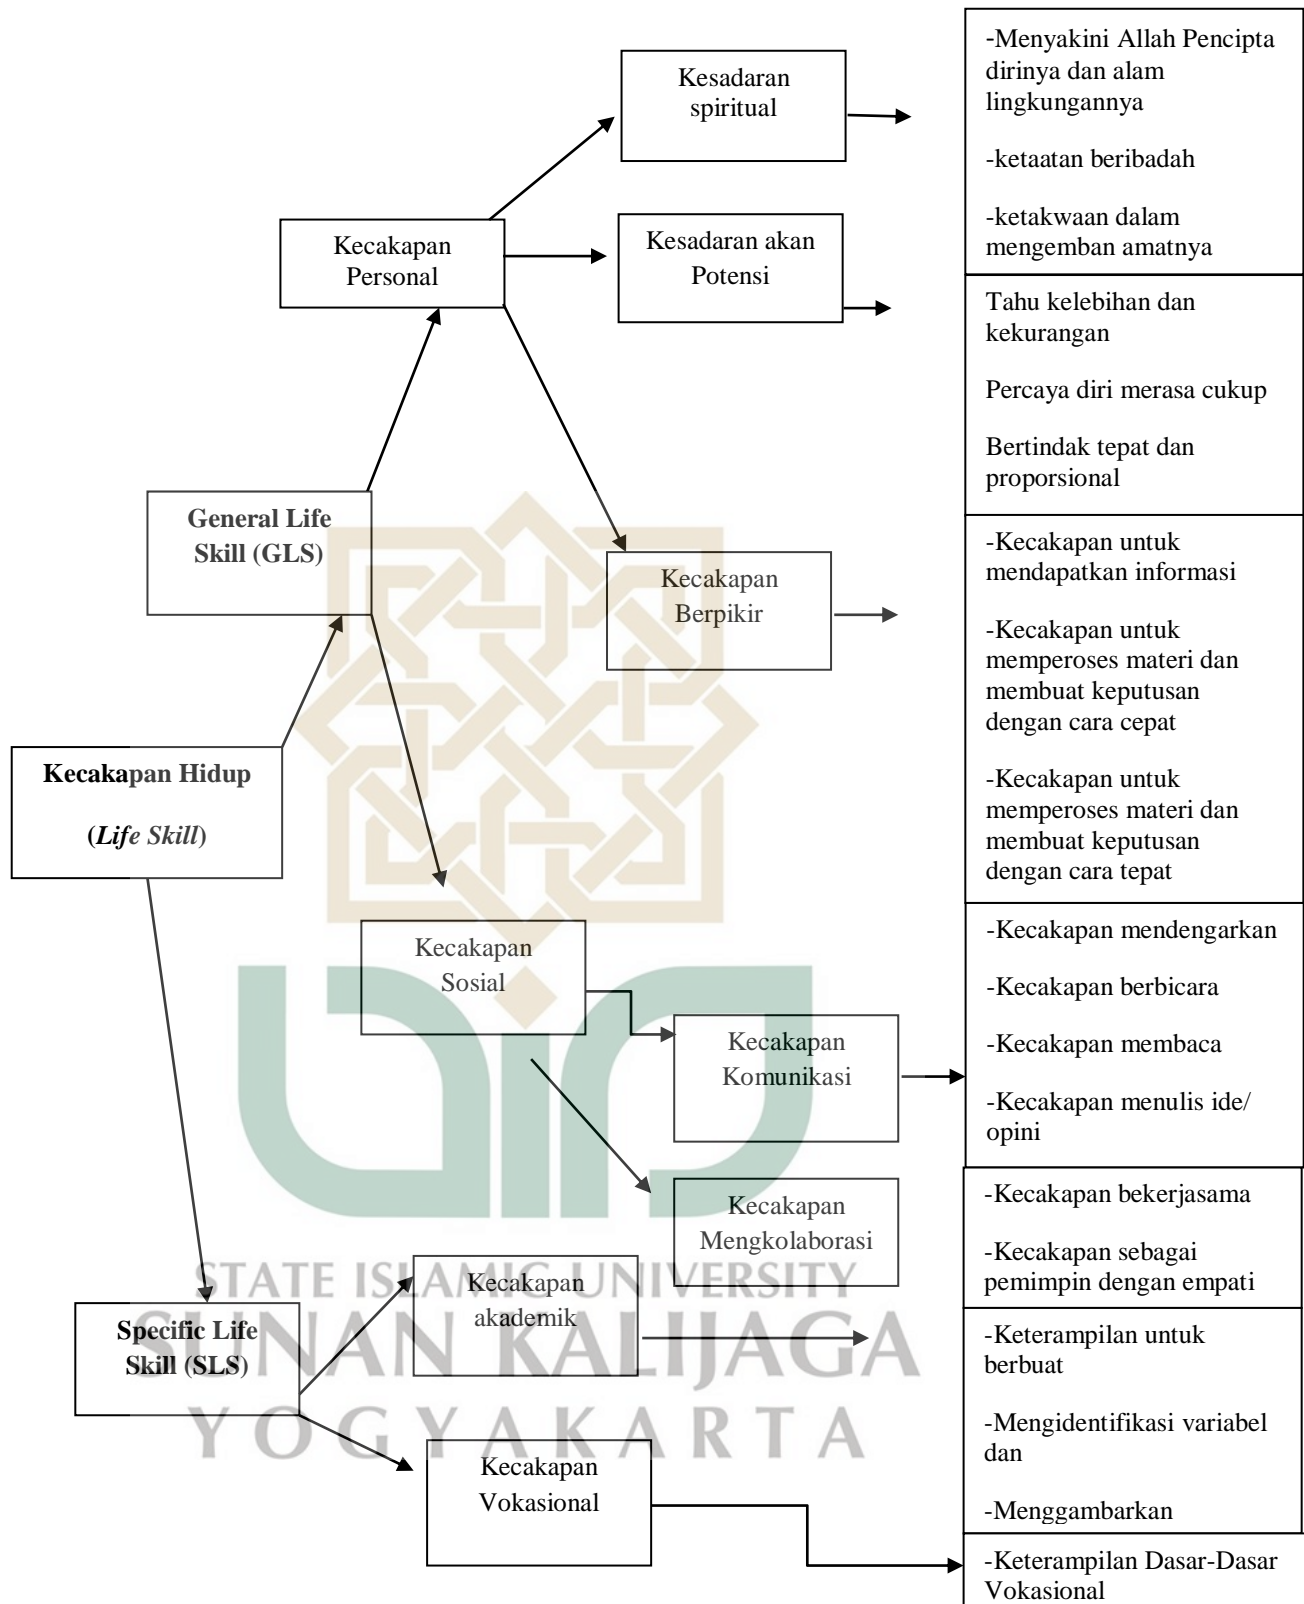 Kesadaran
spiritual
Kecakapan
Personal
Kesadaran akan
Potensi
General Life
Skill (GLS)
Kecakapan
Berpikir
Kecakapan Hidup
(Life Skill)
Kecakapan
Sosial
Kecakapan
Komunikasi
Kecakapan
Mengkolaborasi
Specific Life
Skill (SLS)
Kecakapan
akademik
Kecakapan
Vokasional
-Menyakini Allah Pencipta
dirinya dan alam
lingkungannya
-ketaatan beribadah
-ketakwaan dalam
mengemban amatnya
Tahu kelebihan dan
kekurangan
Percaya diri merasa cukup
Bertindak tepat dan
proporsional
-Kecakapan untuk
mendapatkan informasi
-Kecakapan untuk
memperoses materi dan
membuat keputusan
dengan cara cepat
-Kecakapan untuk
memperoses materi dan
membuat keputusan
dengan cara tepat
-Kecakapan mendengarkan
-Kecakapan berbicara
-Kecakapan membaca
-Kecakapan menulis ide/
opini
-Kecakapan bekerjasama
-Kecakapan sebagai
pemimpin dengan empati
-Keterampilan untuk
berbuat
-Mengidentifikasi variabel
dan
-Menggambarkan
-Keterampilan Dasar-Dasar
Vokasional
STATE ISLAMIC UNIVERSITY
SUNAN KALIJAGA
YOGYAKARTA